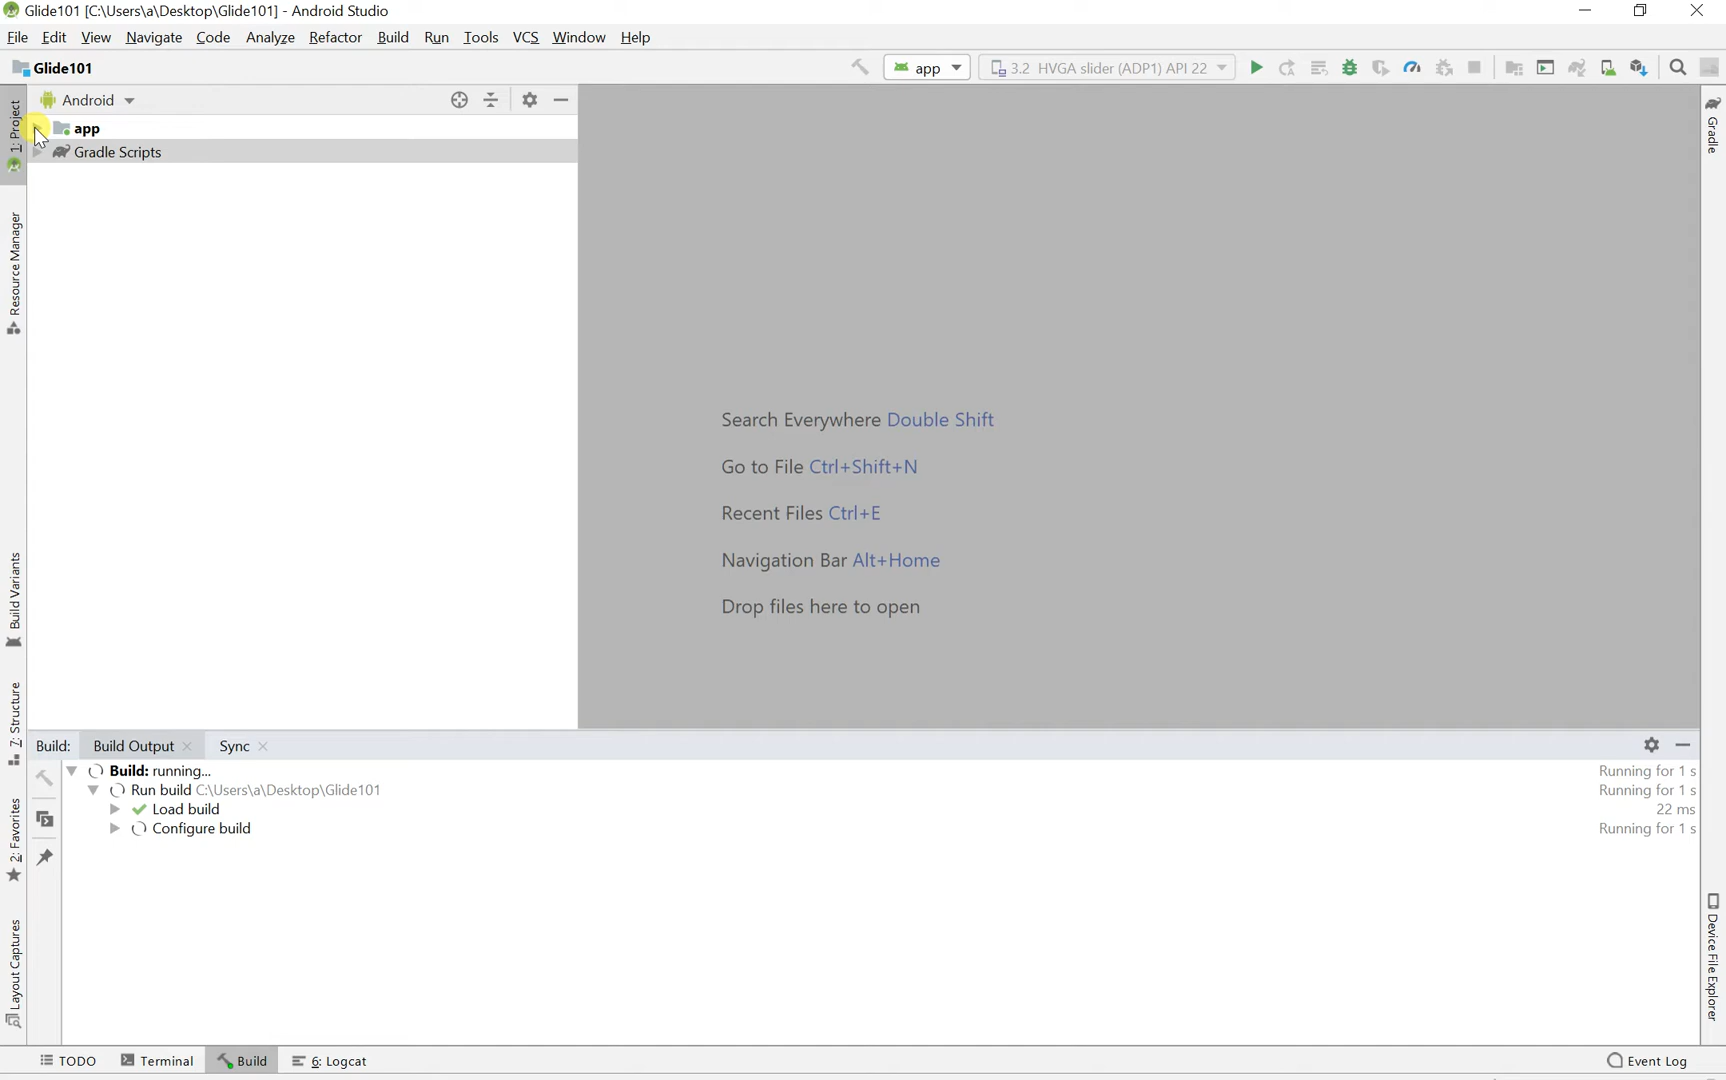 Glide101 [C:\Users\a\Desktop\Glide101] - Android Studio
File Edit View Navigate Code Analyze Refactor Build Run Tools VCS Window Help
Glide101
app
3.2 HVGA slider (ADP1) API 22
1: Project
Android
app
Gradle Scripts
Gradle
Resource Manager
Search Everywhere Double Shift
Go to File Ctrl+Shift+N
Recent Files Ctrl+E
Navigation Bar Alt+Home
Drop files here to open
Build Variants
7: Structure
2: Favorites
Layout Captures
Build: Build Output Sync
Build: running... Running for 1 s
Run build C:\Users\a\Desktop\Glide101 Running for 1 s
Load build 22 ms
Configure build Running for 1 s
Device File Explorer
TODO Terminal Build 6: Logcat Event Log